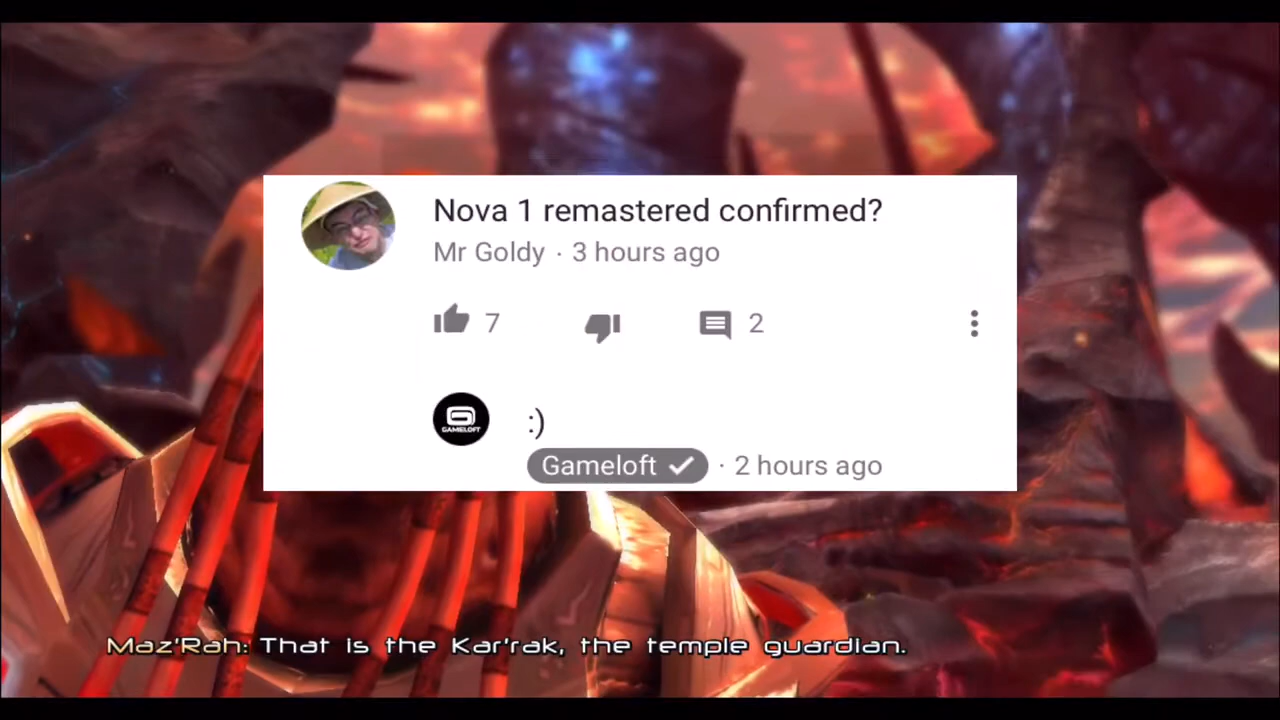 Nova 1 remastered confirmed?
Mr Goldy · 3 hours ago
7 2
GAMELOFT :)
Gameloft · 2 hours ago
Maz'Rah: That is the Kar'rak, the temple guardian.